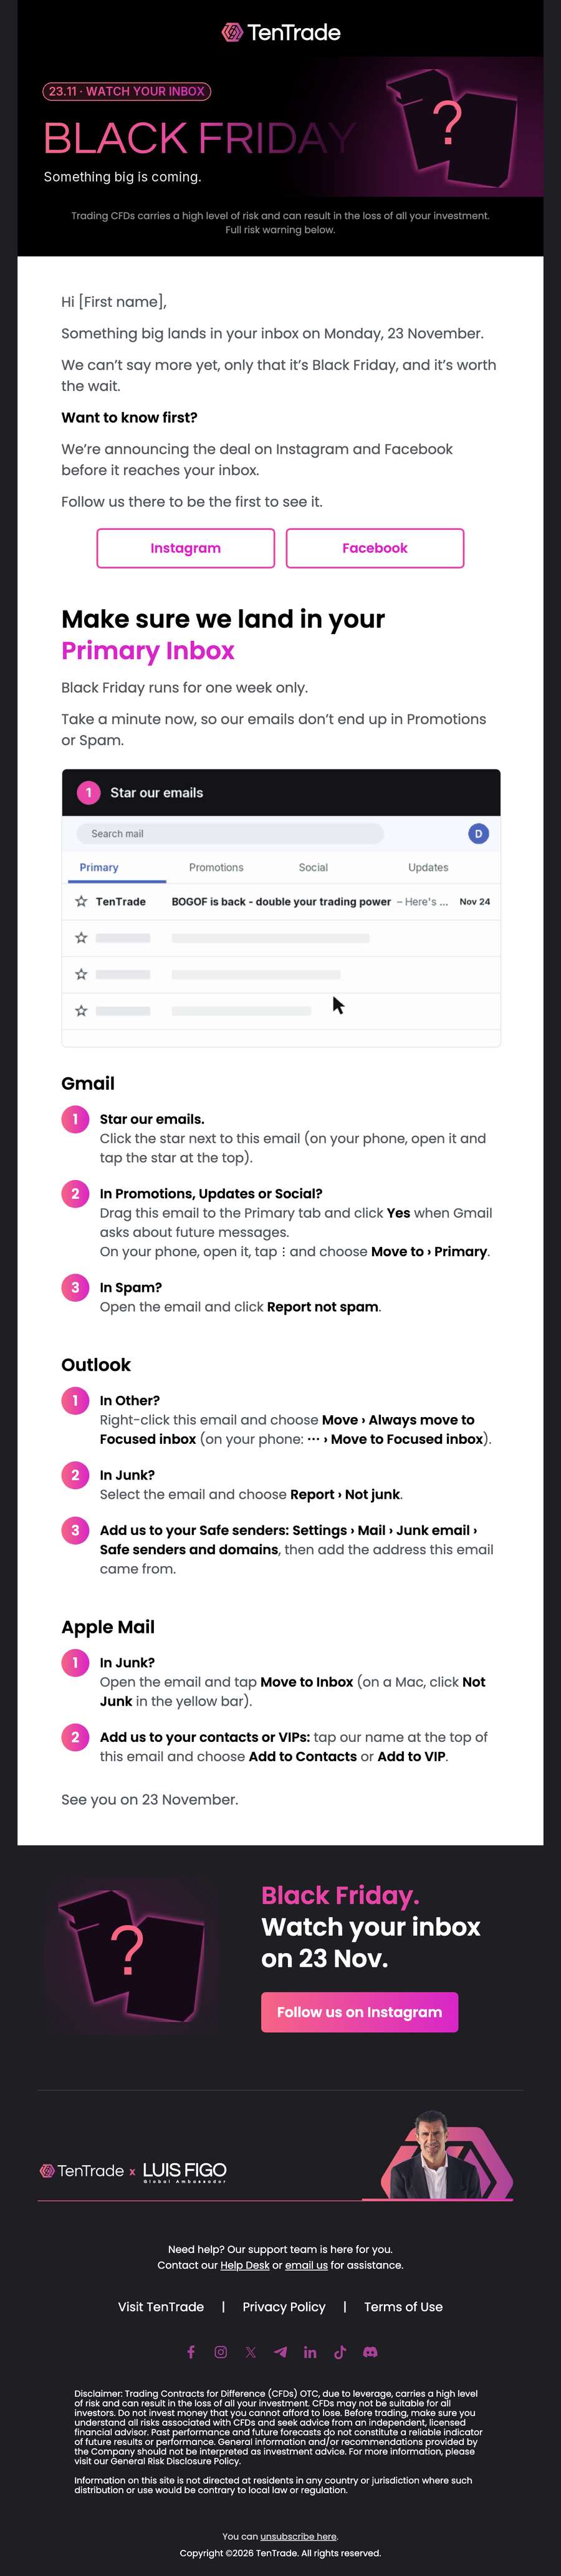 TenTrade
23.11 · WATCH YOUR INBOX
BLACK FRIDAY
?
Something big is coming.
Trading CFDs carries a high level of risk and can result in the loss of all your investment.
Full risk warning below.
Hi [First name],
Something big lands in your inbox on Monday, 23 November.
We can’t say more yet, only that it’s Black Friday, and it’s worth
the wait.
Want to know first?
We’re announcing the deal on Instagram and Facebook
before it reaches your inbox.
Follow us there to be the first to see it.
Instagram
Facebook
Make sure we land in your
Primary Inbox
Black Friday runs for one week only.
Take a minute now, so our emails don’t end up in Promotions
or Spam.
1 Star our emails
Search mail
D
Primary Promotions Social Updates
TenTrade BOGOF is back - double your trading power – Here's ... Nov 24
Gmail
1 Star our emails.
Click the star next to this email (on your phone, open it and
tap the star at the top).
2 In Promotions, Updates or Social?
Drag this email to the Primary tab and click Yes when Gmail
asks about future messages.
On your phone, open it, tap ⋮ and choose Move to › Primary.
3 In Spam?
Open the email and click Report not spam.
Outlook
1 In Other?
Right-click this email and choose Move › Always move to
Focused inbox (on your phone: ··· › Move to Focused inbox).
2 In Junk?
Select the email and choose Report › Not junk.
3 Add us to your Safe senders: Settings › Mail › Junk email ›
Safe senders and domains, then add the address this email
came from.
Apple Mail
1 In Junk?
Open the email and tap Move to Inbox (on a Mac, click Not
Junk in the yellow bar).
2 Add us to your contacts or VIPs: tap our name at the top of
this email and choose Add to Contacts or Add to VIP.
See you on 23 November.
?
Black Friday.
Watch your inbox
on 23 Nov.
Follow us on Instagram
TenTrade x LUIS FIGO
Global Ambassador
Need help? Our support team is here for you.
Contact our Help Desk or email us for assistance.
Visit TenTrade | Privacy Policy | Terms of Use
Disclaimer: Trading Contracts for Difference (CFDs) OTC, due to leverage, carries a high level
of risk and can result in the loss of all your investment. CFDs may not be suitable for all
investors. Do not invest money that you cannot afford to lose. Before trading, make sure you
understand all risks associated with CFDs and seek advice from an independent, licensed
financial advisor. Past performance and future forecasts do not constitute a reliable indicator
of future results or performance. General information and/or recommendations provided by
the Company should not be interpreted as investment advice. For more information, please
visit our General Risk Disclosure Policy.
Information on this site is not directed at residents in any country or jurisdiction where such
distribution or use would be contrary to local law or regulation.
You can unsubscribe here.
Copyright ©2026 TenTrade. All rights reserved.